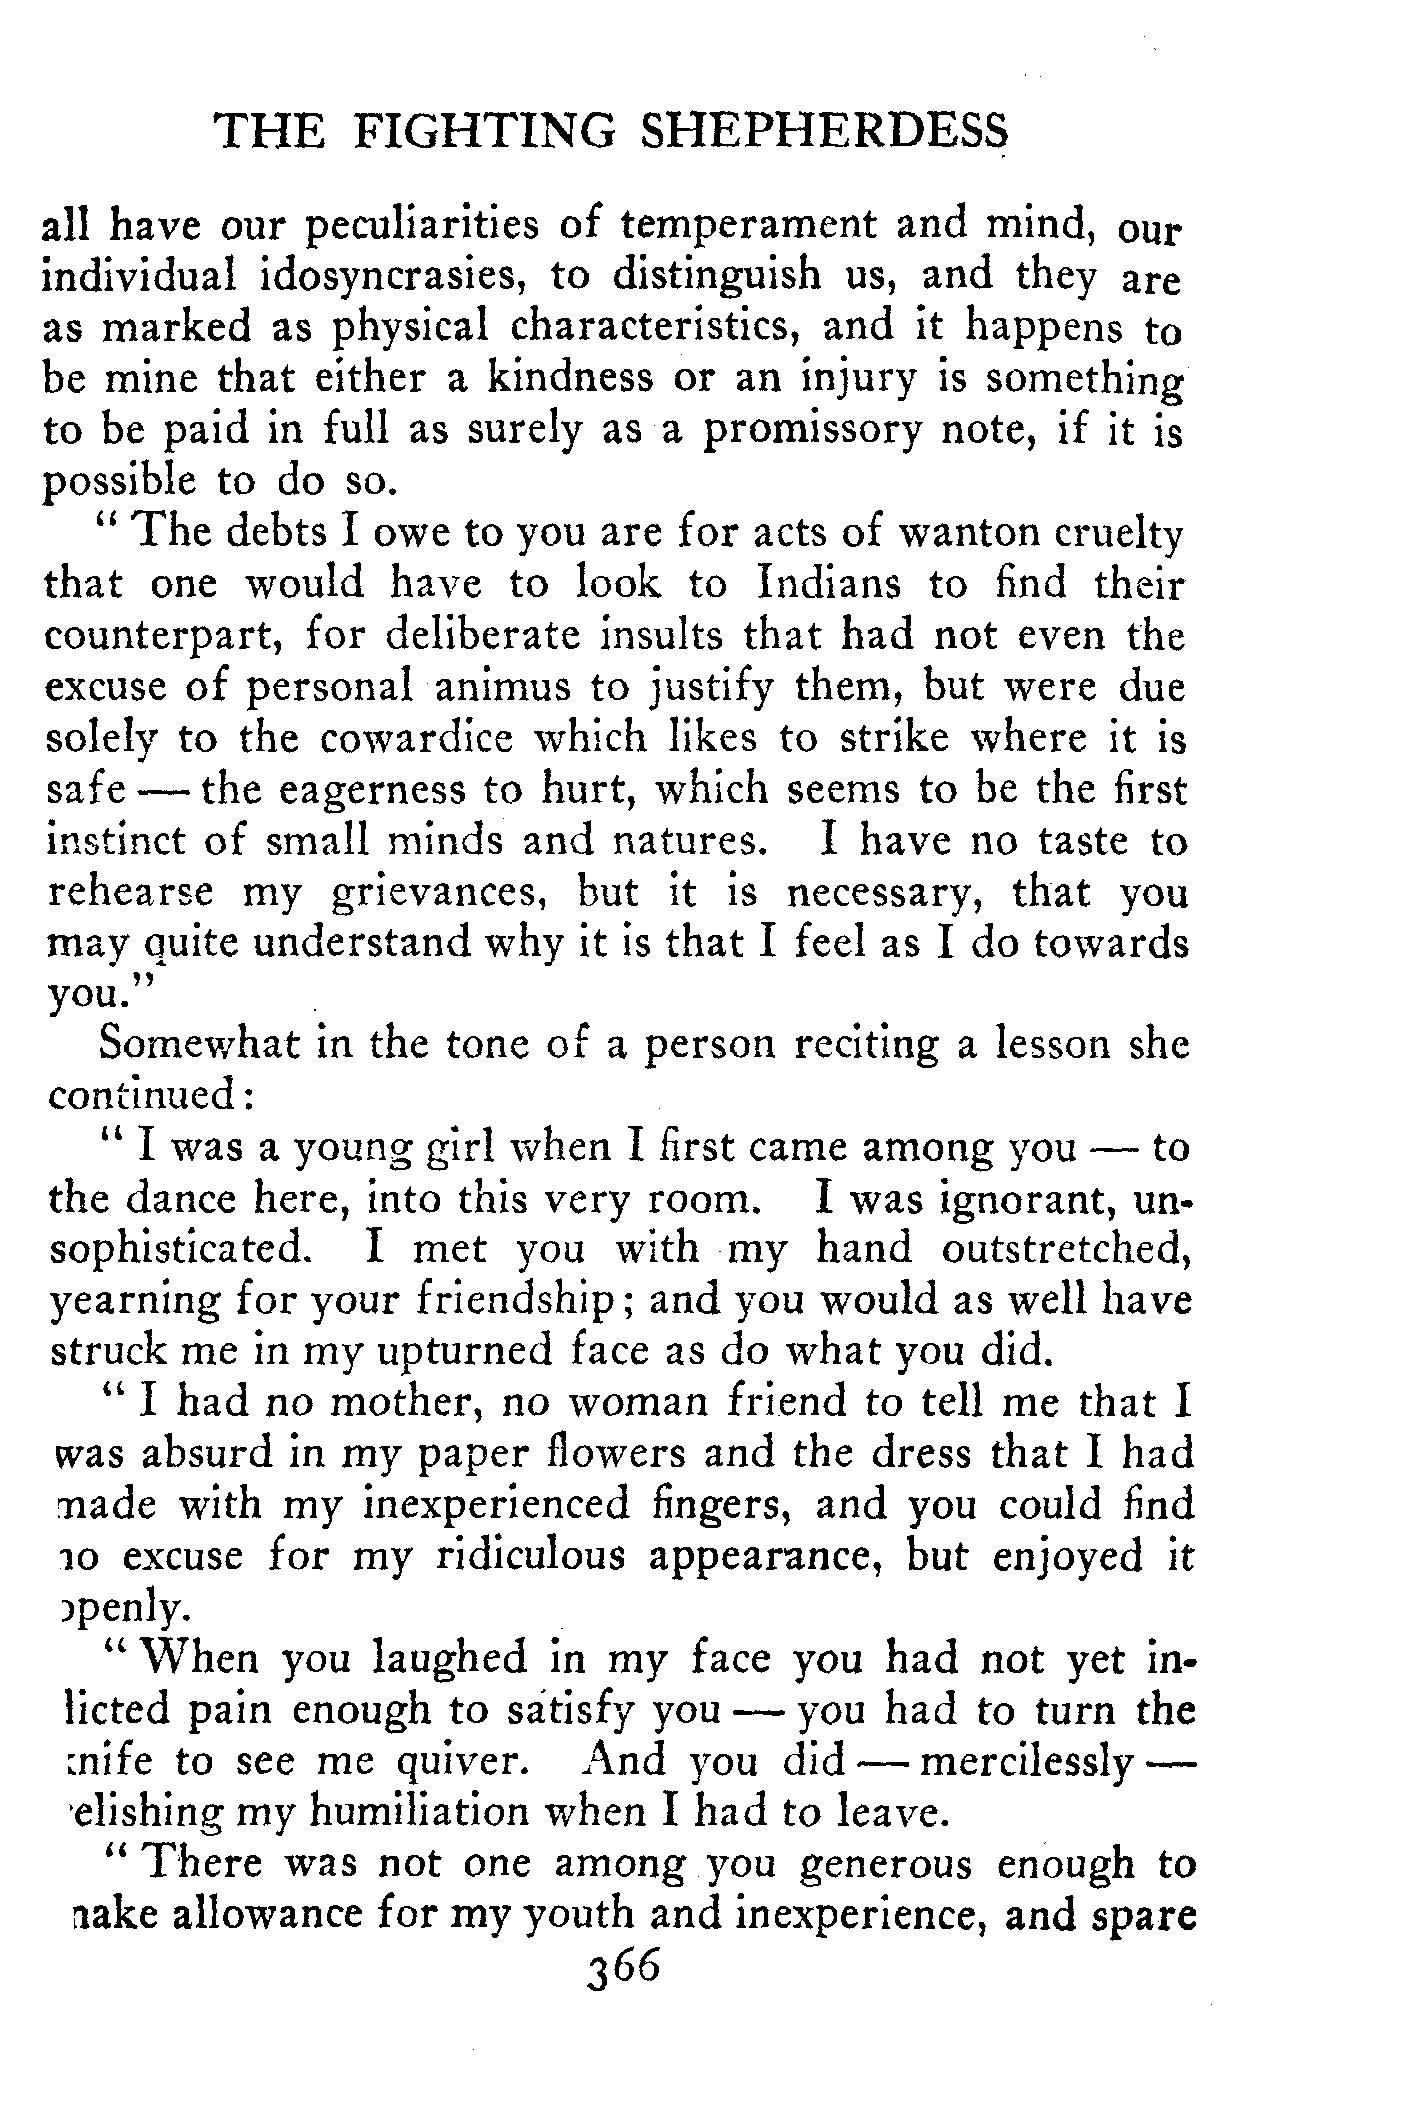 THE FIGHTING SHEPHERDESS
all have our peculiarities of temperament and mind, our
individual idosyncrasies, to distinguish us, and they are
as marked as physical characteristics, and it happens to
be mine that either a kindness or an injury is something
to be paid in full as surely as a promissory note, if it is
possible to do so.
" The debts I owe to you are for acts of wanton cruelty
that one would have to look to Indians to find their
counterpart, for deliberate insults that had not even the
excuse of personal animus to justify them, but were due
solely to the cowardice which likes to strike where it is
safe — the eagerness to hurt, which seems to be the first
instinct of small minds and natures. I have no taste to
rehearse my grievances, but it is necessary, that you
may quite understand why it is that I feel as I do towards
you."
Somewhat in the tone of a person reciting a lesson she
continued:
" I was a young girl when I first came among you — to
the dance here, into this very room. I was ignorant, un-
sophisticated. I met you with my hand outstretched,
yearning for your friendship; and you would as well have
struck me in my upturned face as do what you did.
" I had no mother, no woman friend to tell me that I
was absurd in my paper flowers and the dress that I had
made with my inexperienced fingers, and you could find
no excuse for my ridiculous appearance, but enjoyed it
openly.
" When you laughed in my face you had not yet in-
licted pain enough to satisfy you — you had to turn the
knife to see me quiver. And you did — mercilessly —
relishing my humiliation when I had to leave.
" There was not one among you generous enough to
make allowance for my youth and inexperience, and spare
366